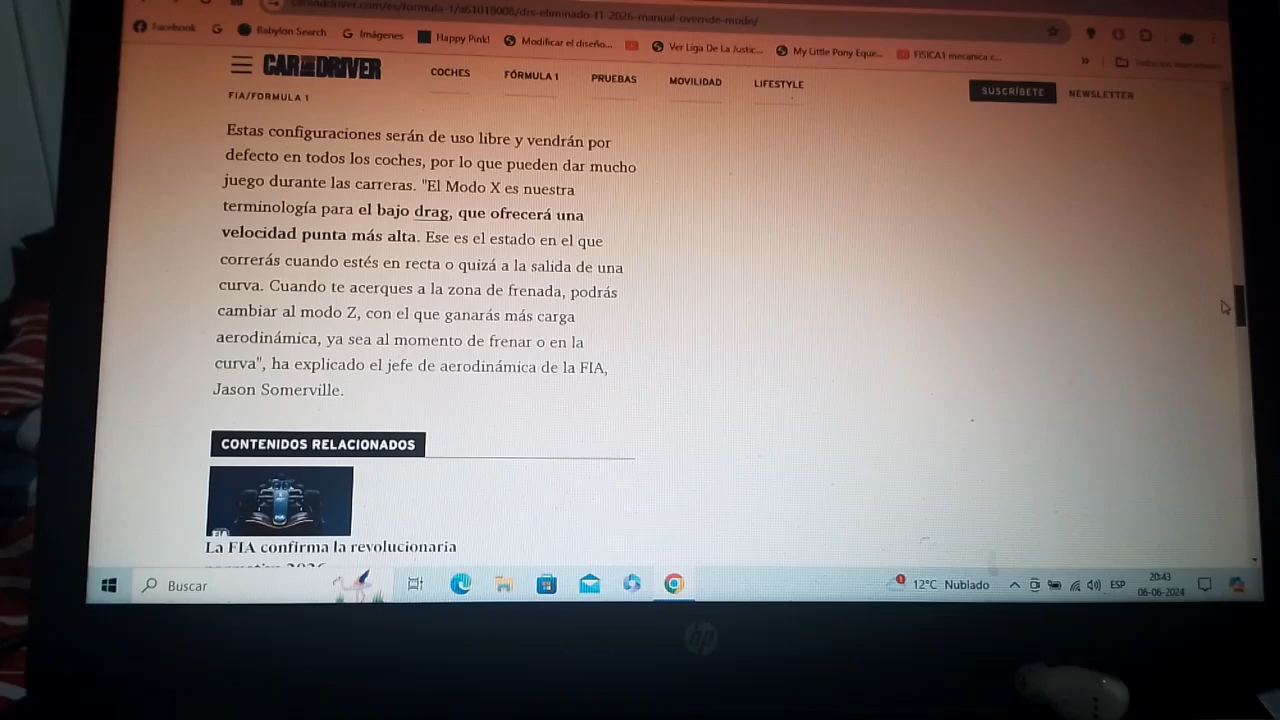 caranddriver.com/es/formula-1/a61018006/drs-eliminado-f1-2026-manual-override-mode/
Facebook
Babylon Search
Imágenes
Happy Pink!
Modificar el diseño...
Ver Liga De La Justic...
My Little Pony Eque...
FISICA1 mecanica c...
»
CAR AND DRIVER
COCHES
FÓRMULA 1
PRUEBAS
MOVILIDAD
LIFESTYLE
SUSCRÍBETE
NEWSLETTER
FIA/FORMULA 1
Estas configuraciones serán de uso libre y vendrán por
defecto en todos los coches, por lo que pueden dar mucho
juego durante las carreras. "El Modo X es nuestra
terminología para el bajo drag, que ofrecerá una
velocidad punta más alta. Ese es el estado en el que
correrás cuando estés en recta o quizá a la salida de una
curva. Cuando te acerques a la zona de frenada, podrás
cambiar al modo Z, con el que ganarás más carga
aerodinámica, ya sea al momento de frenar o en la
curva", ha explicado el jefe de aerodinámica de la FIA,
Jason Somerville.
CONTENIDOS RELACIONADOS
FIA
La FIA confirma la revolucionaria
Buscar
12°C Nublado
ESP
20:43
06-06-2024
hp